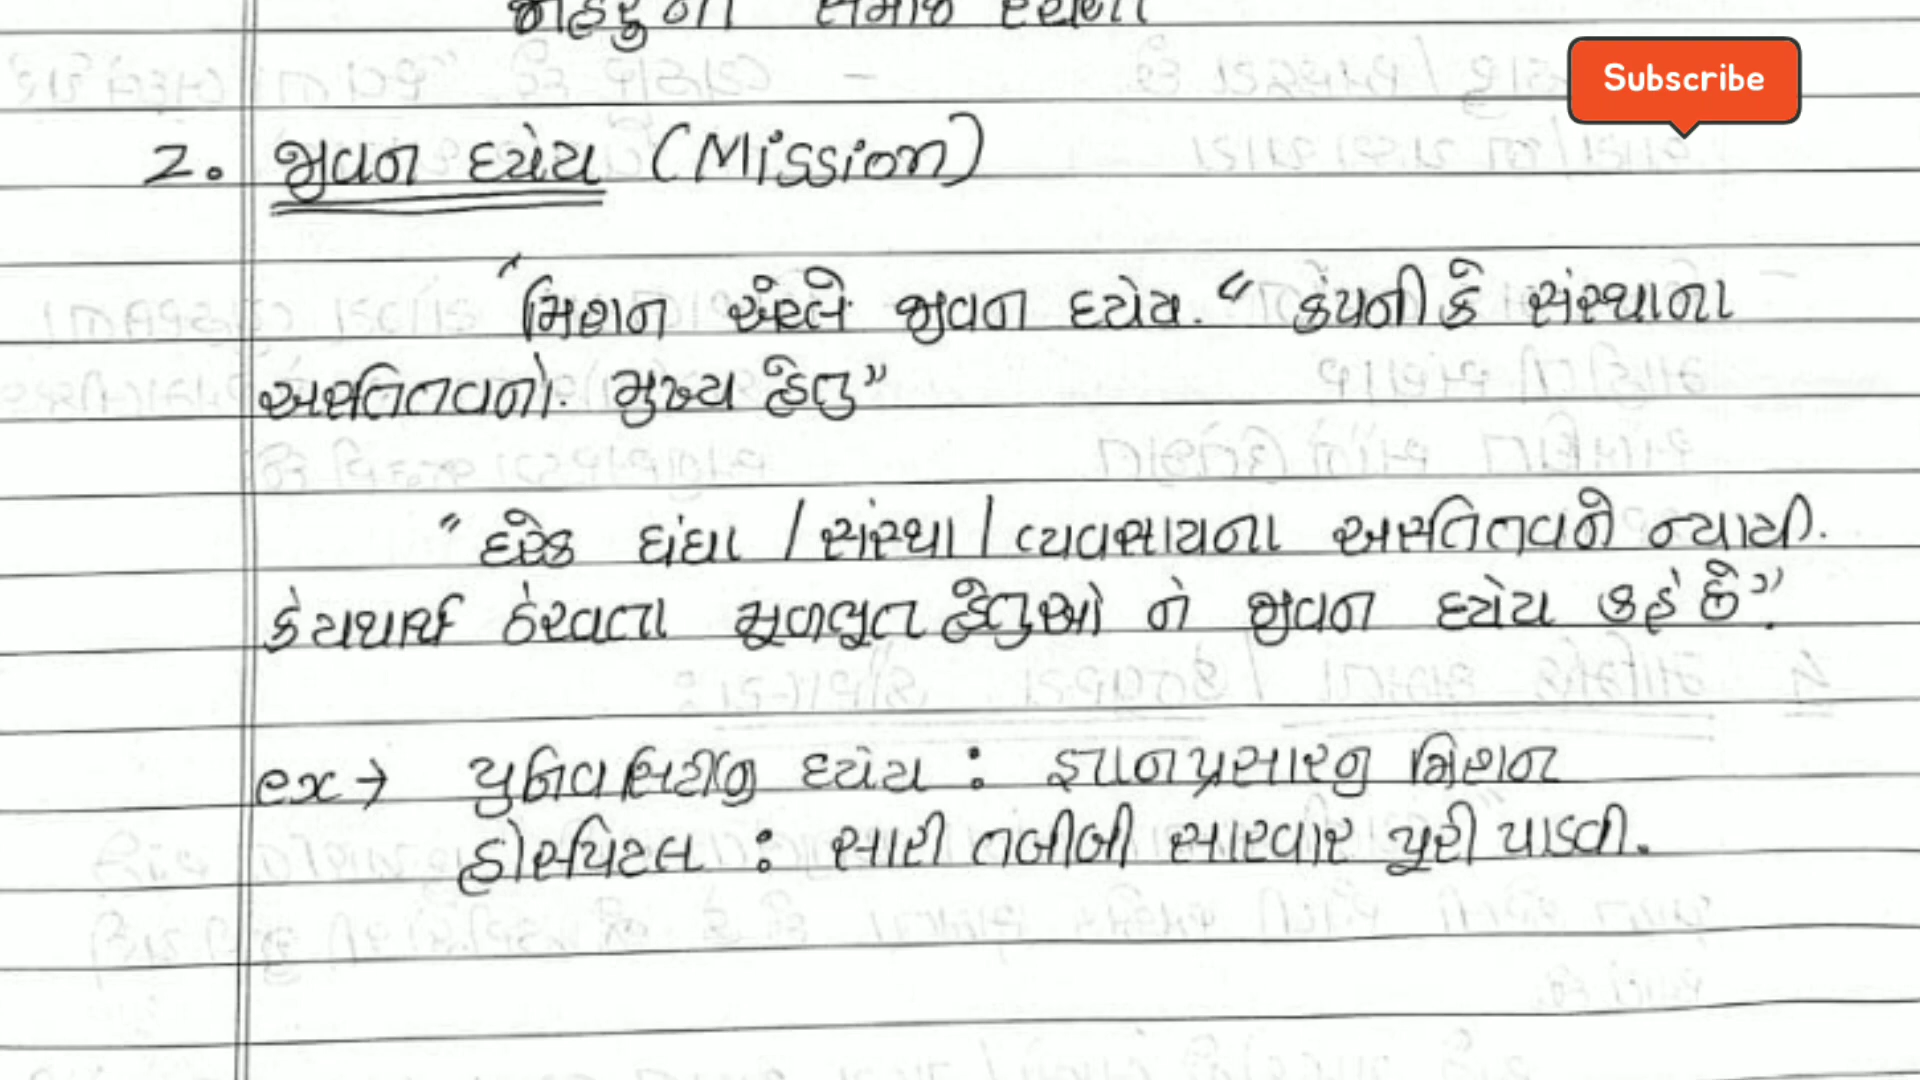 Subscribe
2. જીવન ધ્યેય (Mission)
"મિશન એટલે જીવન ધ્યેય. "કંપની કે સંસ્થાના
અસ્તિત્વનો મુખ્ય હેતુ"
"દરેક ધંધા / સંસ્થા / વ્યવસાયના અસ્તિત્વને ન્યાયી.
કે યથાર્થ ઠેરવતા મુળભુત હેતુઓ ને જીવન ધ્યેય કહે છે".
ex → યુનિવર્સિટીનુ ધ્યેય : જ્ઞાનપ્રસારનુ મિશન
હોસ્પિટલ : સારી તબીબી સારવાર પુરી પાડવી.